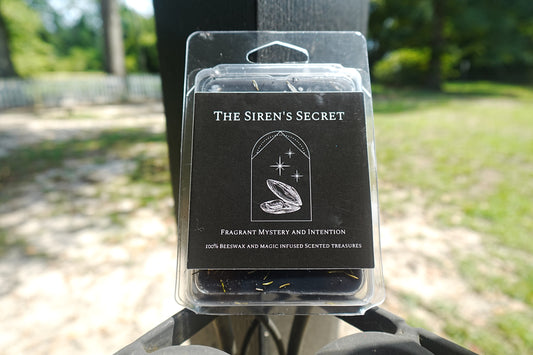 The Siren's Secret
Fragrant Mystery and Intention
100% Beeswax and Magic infused Scented treasures